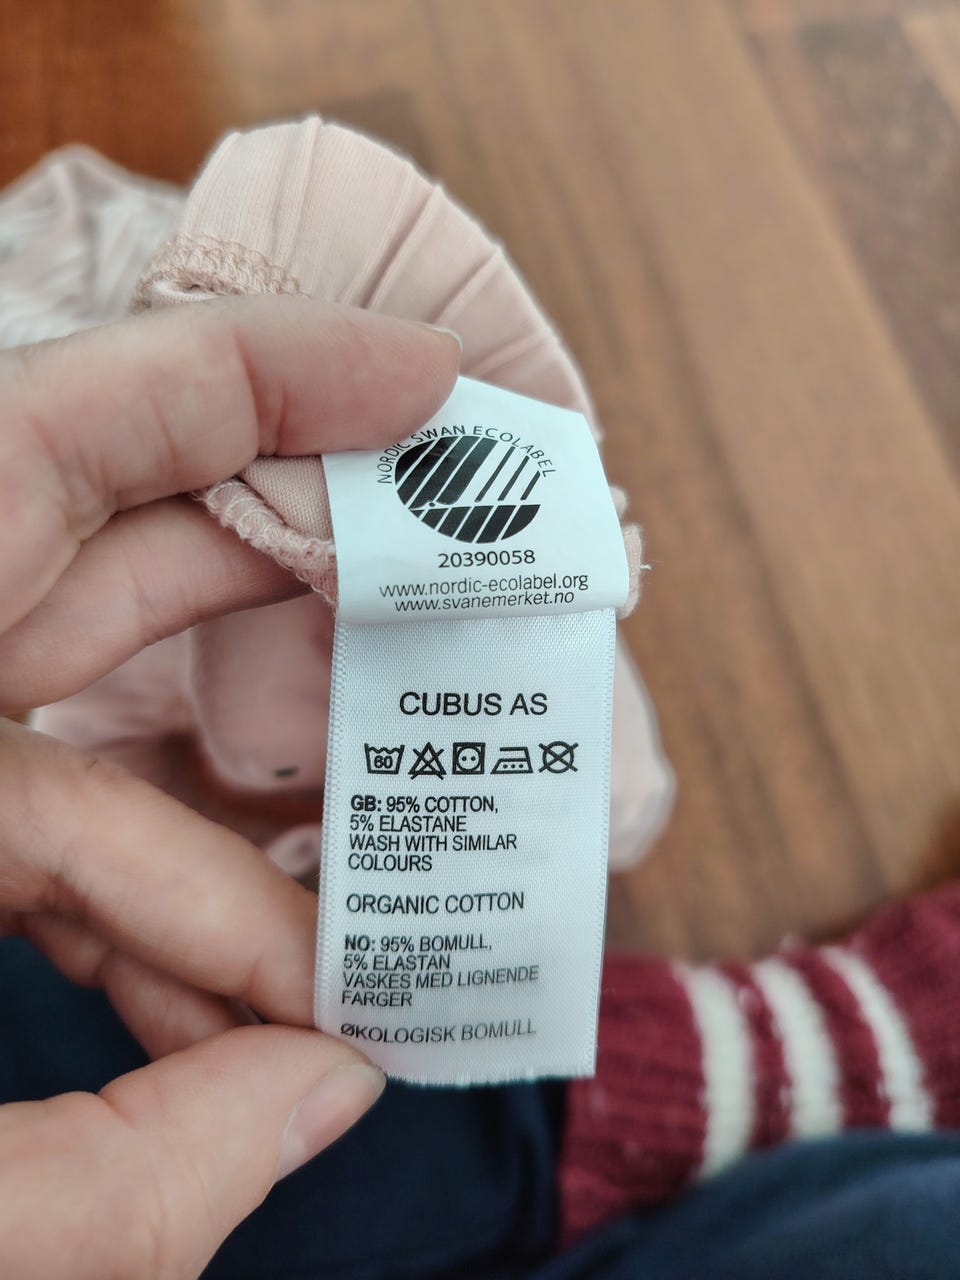 NORDIC SWAN ECOLABEL
20390058
www.nordic-ecolabel.org
www.svanemerket.no
CUBUS AS
60
GB: 95% COTTON,
5% ELASTANE
WASH WITH SIMILAR
COLOURS
ORGANIC COTTON
NO: 95% BOMULL,
5% ELASTAN
VASKES MED LIGNENDE
FARGER
ØKOLOGISK BOMULL